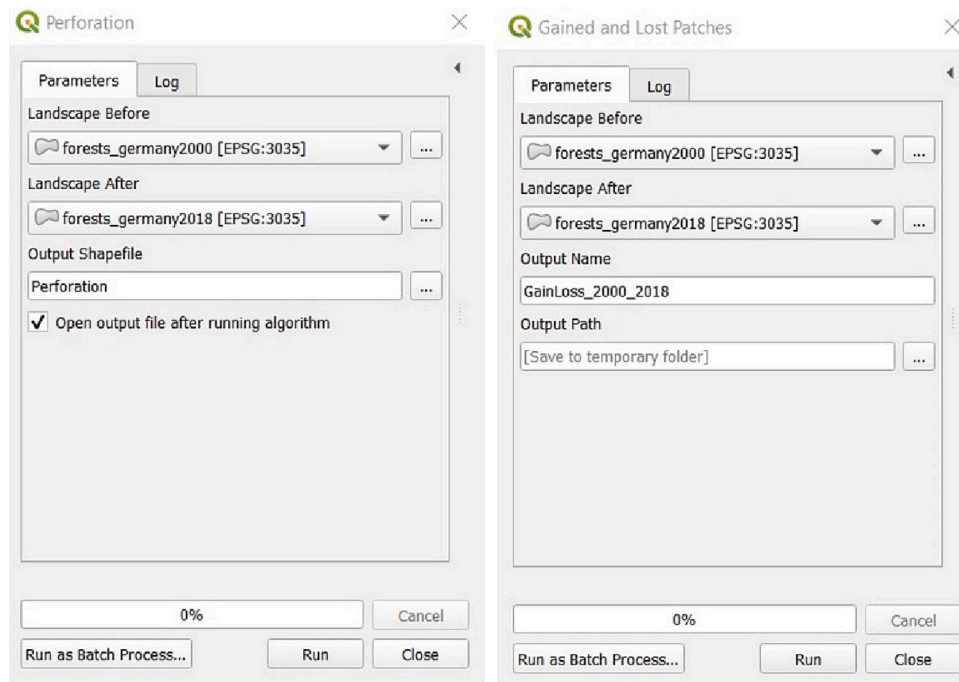 Perforation
Parameters
Log
Landscape Before
forests_germany2000 [EPSG:3035]
...
Landscape After
forests_germany2018 [EPSG:3035]
...
Output Shapefile
Perforation
...
Open output file after running algorithm
0%
Cancel
Run as Batch Process...
Run
Close
Gained and Lost Patches
Parameters
Log
Landscape Before
forests_germany2000 [EPSG:3035]
...
Landscape After
forests_germany2018 [EPSG:3035]
...
Output Name
GainLoss_2000_2018
Output Path
[Save to temporary folder]
...
0%
Cancel
Run as Batch Process...
Run
Close